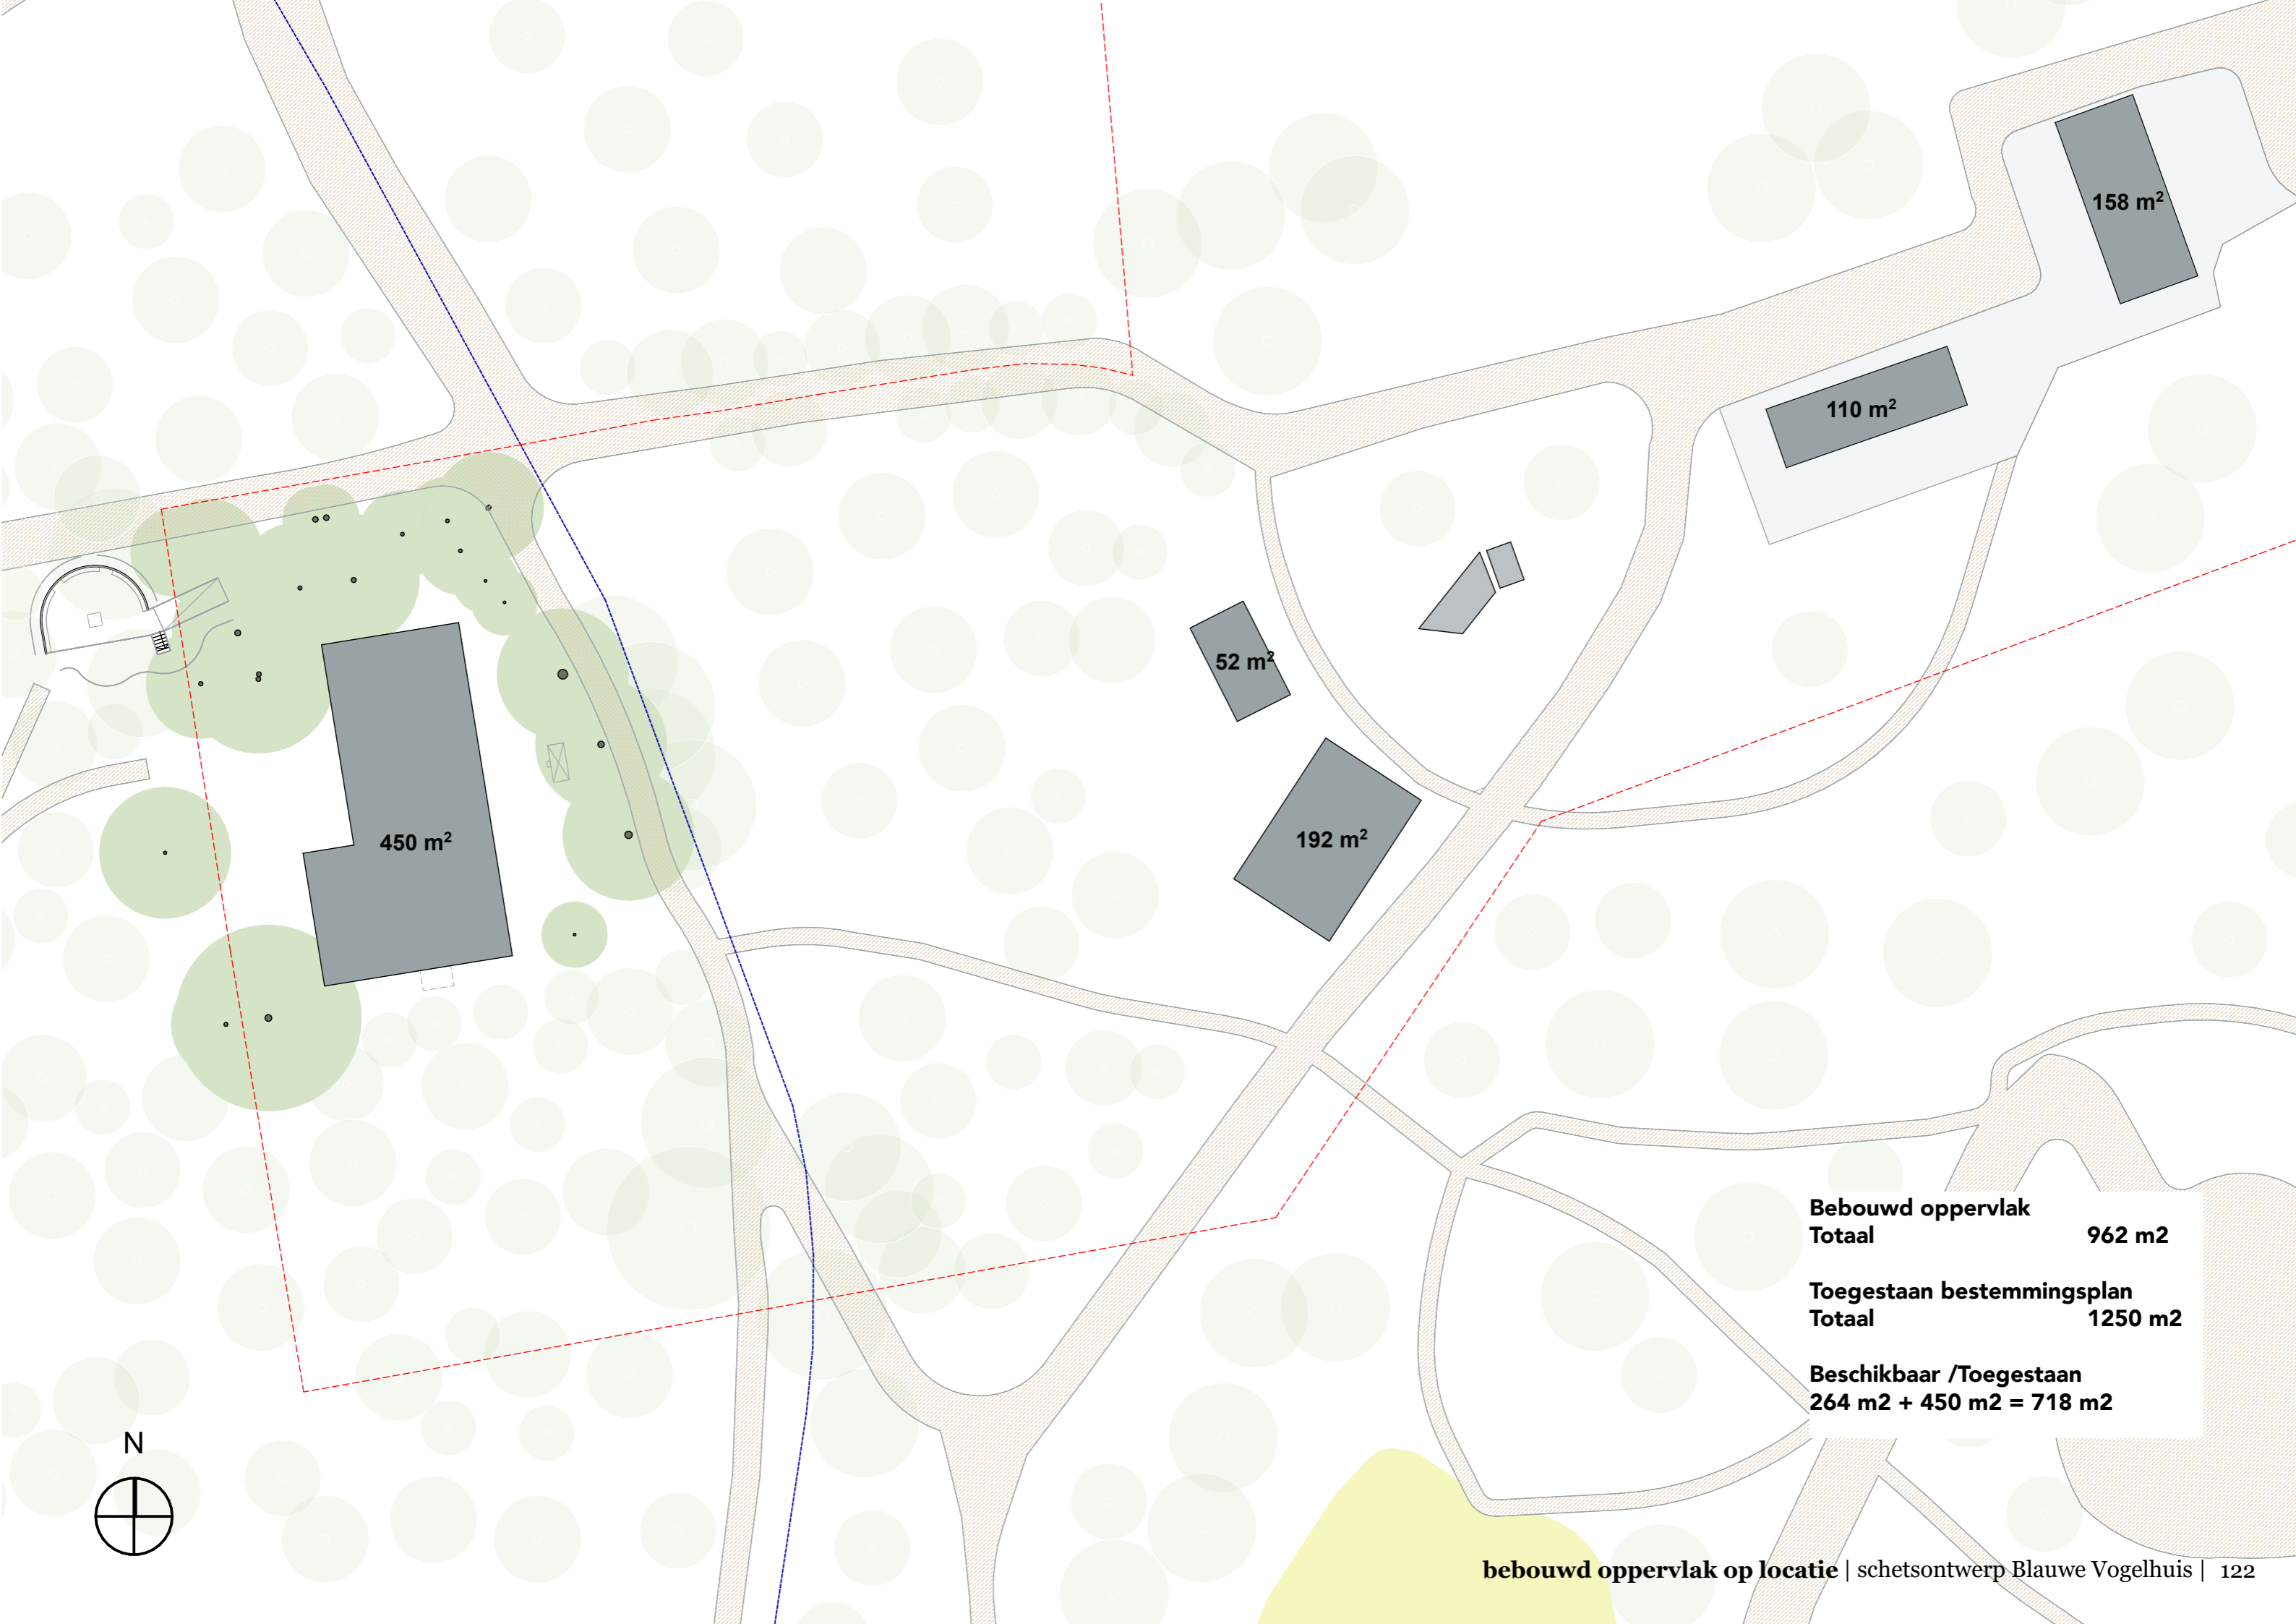 158 m²
110 m²
52 m²
192 m²
450 m²
Bebouwd oppervlak
Totaal 962 m2
Toegestaan bestemmingsplan
Totaal 1250 m2
Beschikbaar /Toegestaan
264 m2 + 450 m2 = 718 m2
N
bebouwd oppervlak op locatie | schetsontwerp Blauwe Vogelhuis | 122